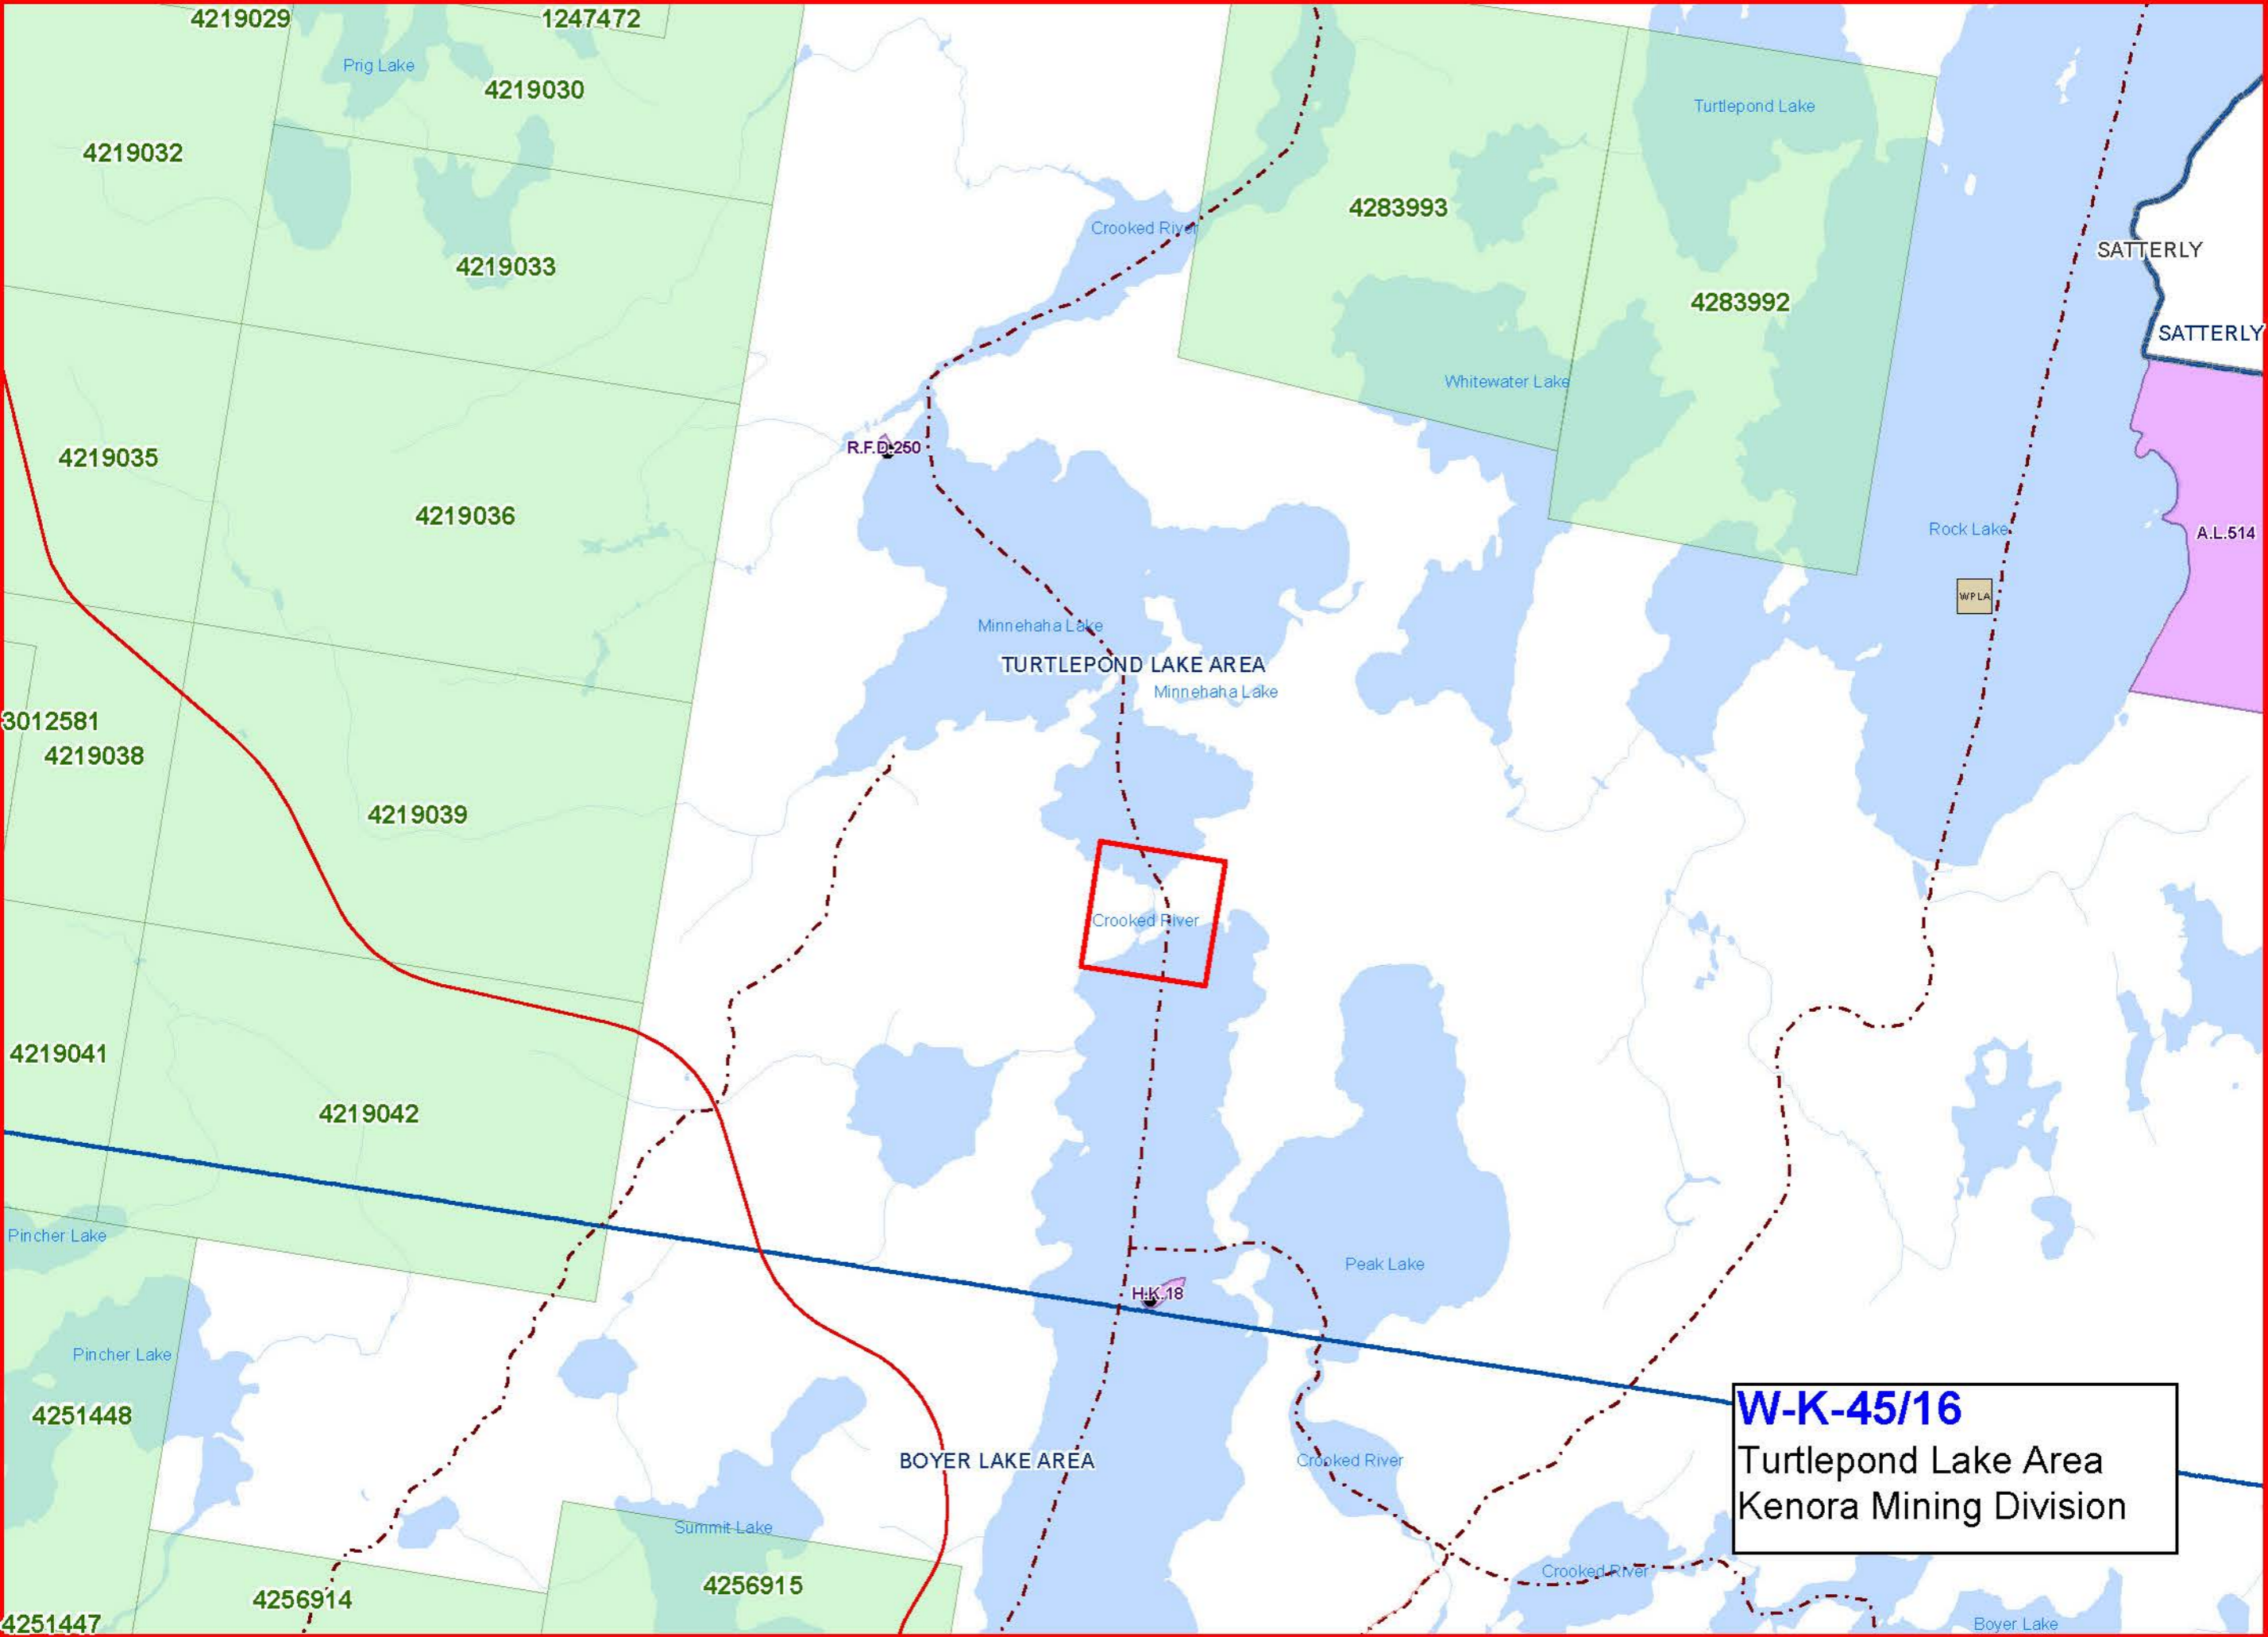 4219029
1247472
Prig Lake
4219030
Turtlepond Lake
4219032
4283993
Crooked River
SATTERLY
4219033
4283992
SATTERLY
Whitewater Lake
R.F.D.250
4219035
4219036
Rock Lake
A.L.514
WPLA
Minnehaha Lake
TURTLEPOND LAKE AREA
Minnehaha Lake
3012581
4219038
4219039
Crooked River
4219041
4219042
Pincher Lake
Peak Lake
H.K.18
Pincher Lake
4251448
W-K-45/16
Turtlepond Lake Area
Kenora Mining Division
BOYER LAKE AREA
Crooked River
Summit Lake
Crooked River
4256915
4256914
4251447
Boyer Lake